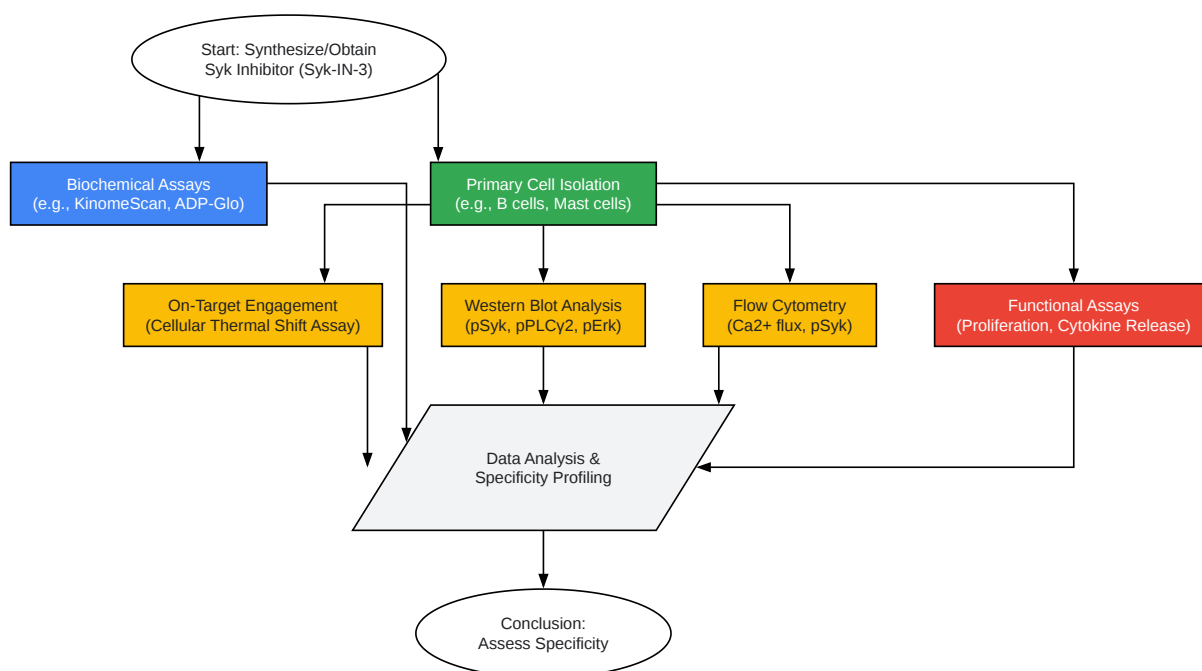 Start: Synthesize/Obtain
Syk Inhibitor (Syk-IN-3)
Biochemical Assays
(e.g., KinomeScan, ADP-Glo)
Primary Cell Isolation
(e.g., B cells, Mast cells)
On-Target Engagement
(Cellular Thermal Shift Assay)
Western Blot Analysis
(pSyk, pPLCγ2, pErk)
Flow Cytometry
(Ca2+ flux, pSyk)
Functional Assays
(Proliferation, Cytokine Release)
Data Analysis &
Specificity Profiling
Conclusion:
Assess Specificity